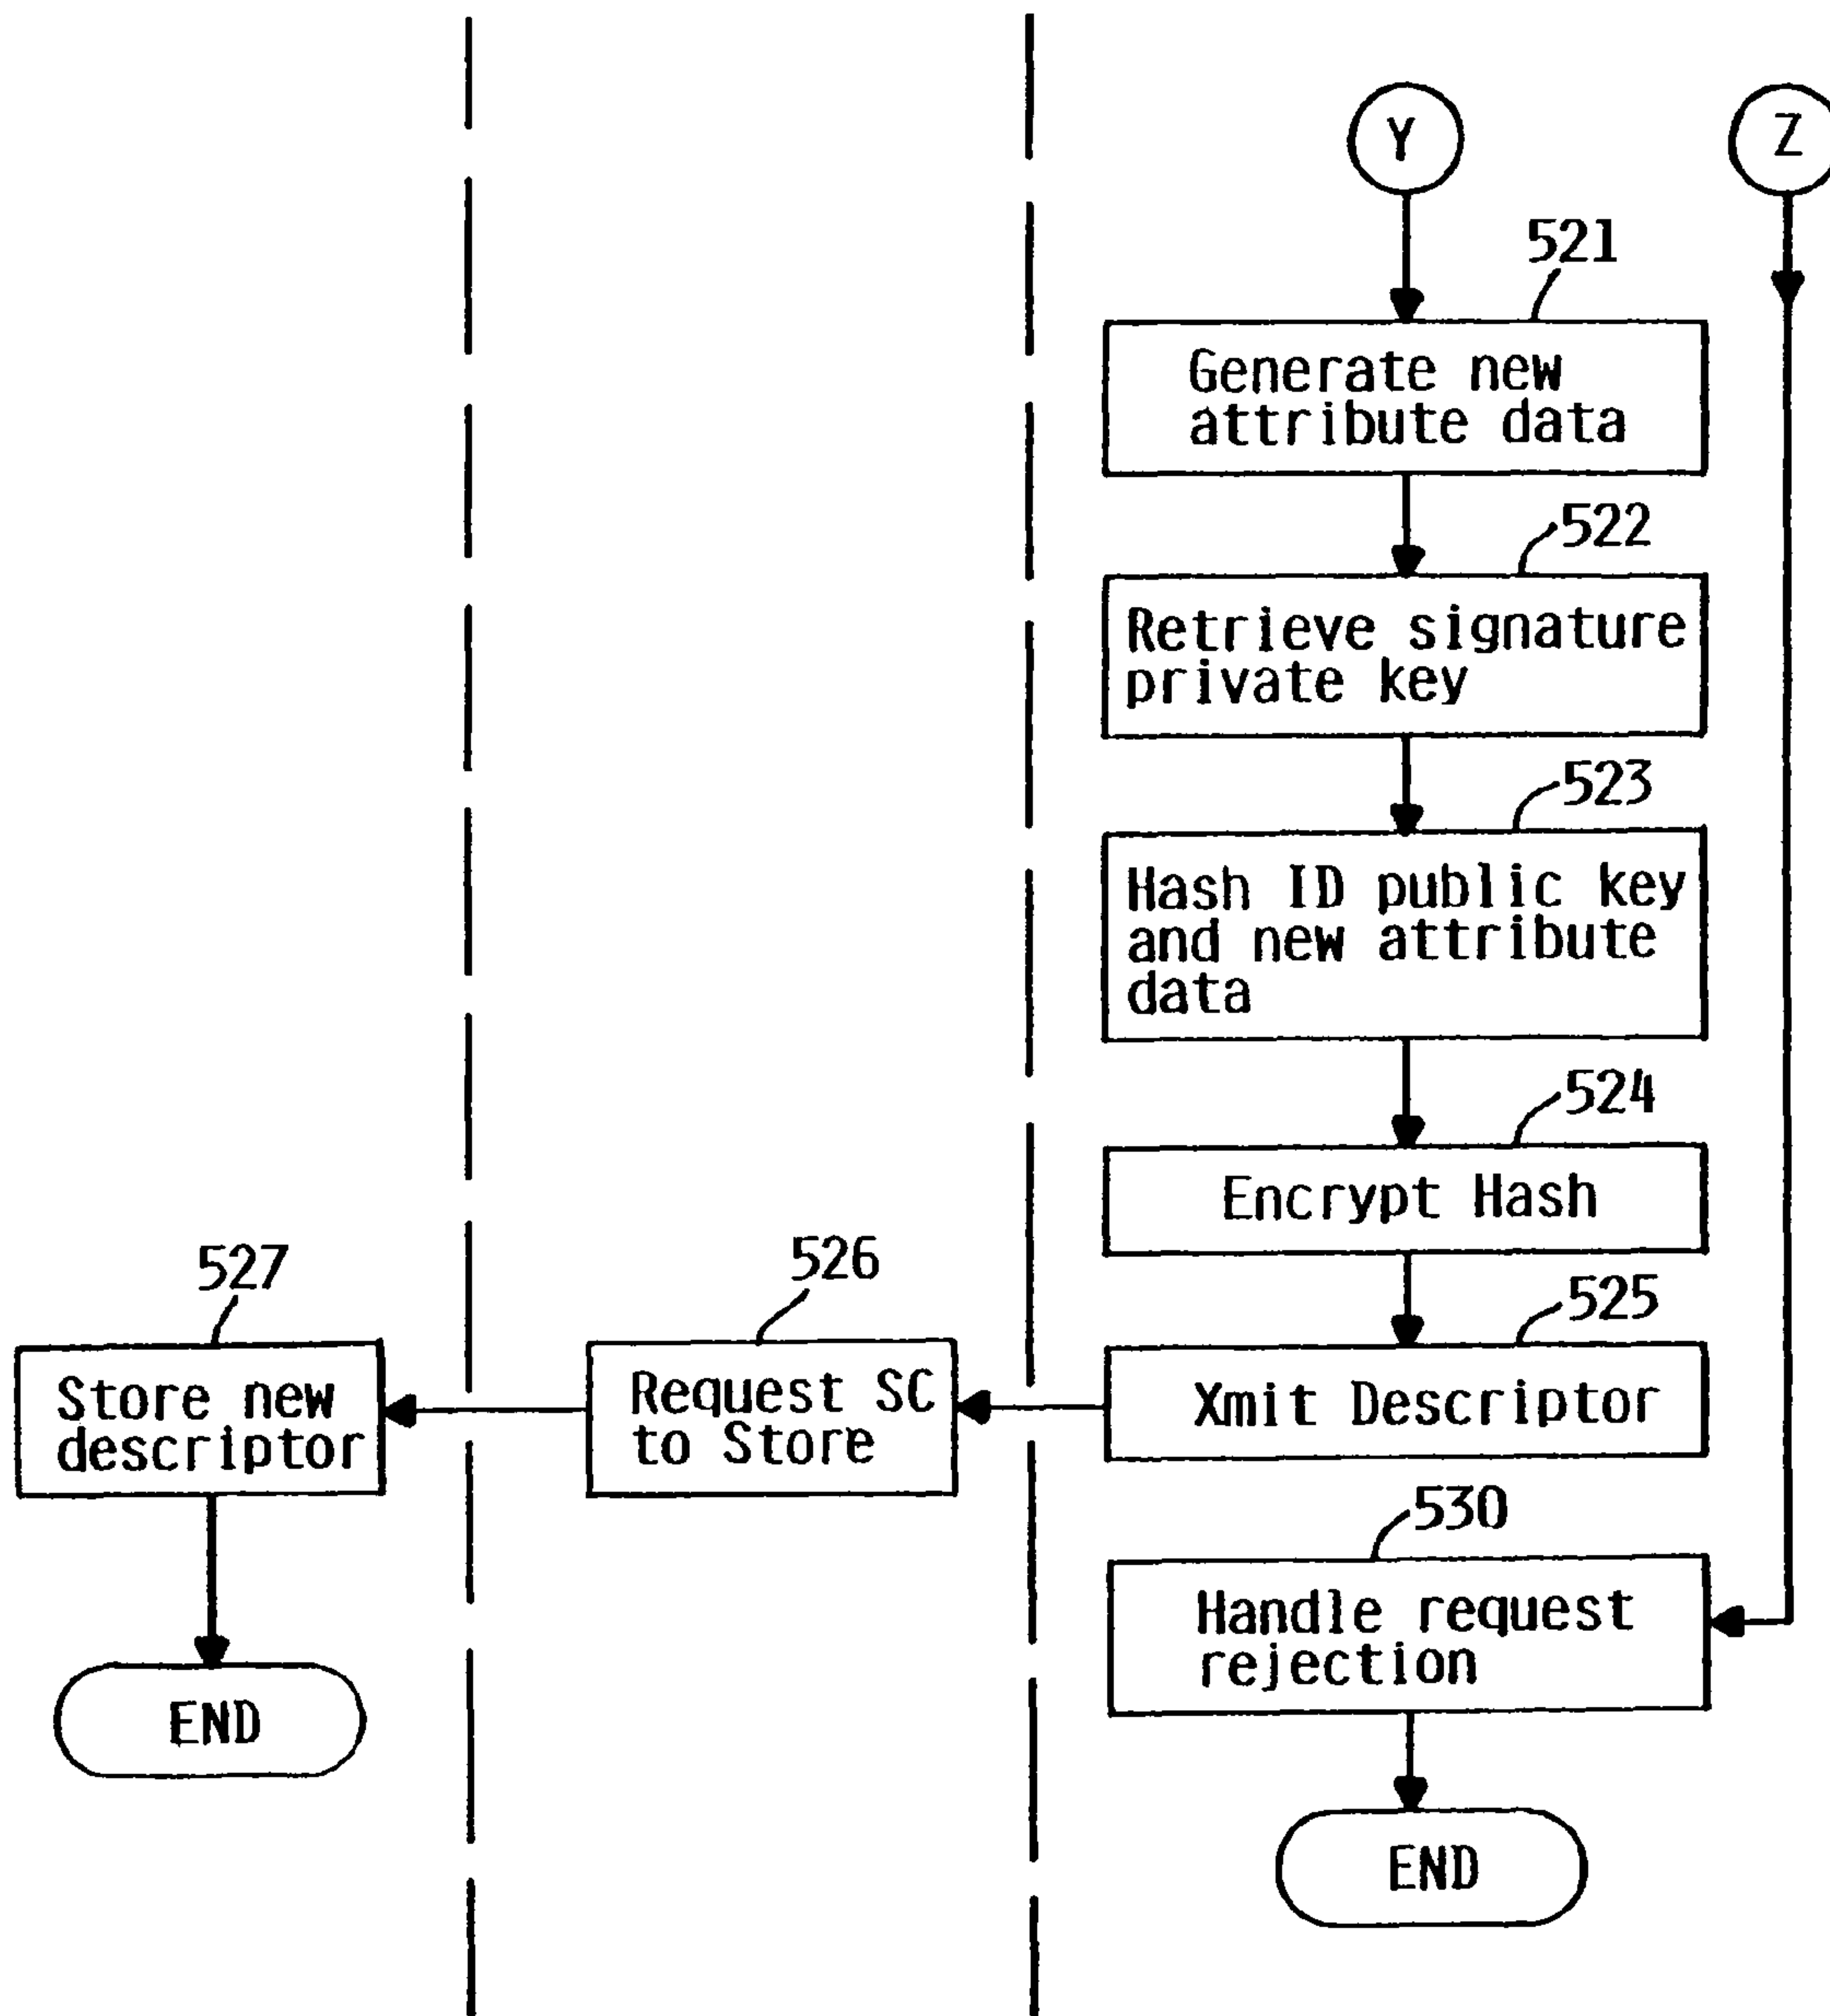 Y
Z
521
Generate new
attribute data
522
Retrieve signature
private key
523
Hash ID public key
and new attribute
data
524
Encrypt Hash
525
Xmit Descriptor
526
Request SC
to Store
527
Store new
descriptor
END
530
Handle request
rejection
END